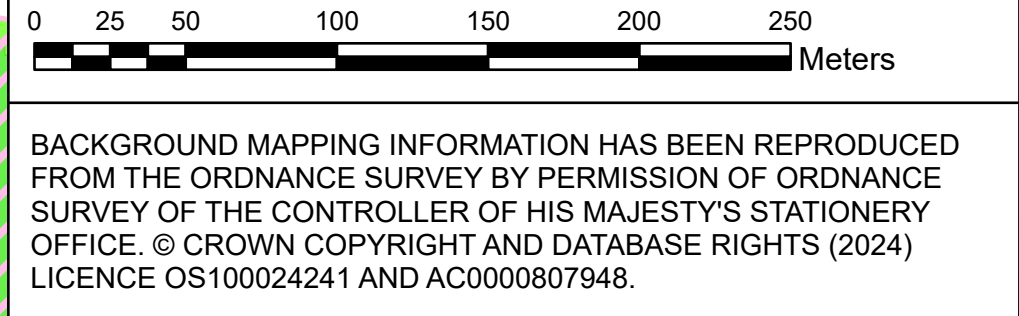 0 25 50 100 150 200 250
Meters
BACKGROUND MAPPING INFORMATION HAS BEEN REPRODUCED
FROM THE ORDNANCE SURVEY BY PERMISSION OF ORDNANCE
SURVEY OF THE CONTROLLER OF HIS MAJESTY'S STATIONERY
OFFICE. © CROWN COPYRIGHT AND DATABASE RIGHTS (2024)
LICENCE OS100024241 AND AC0000807948.